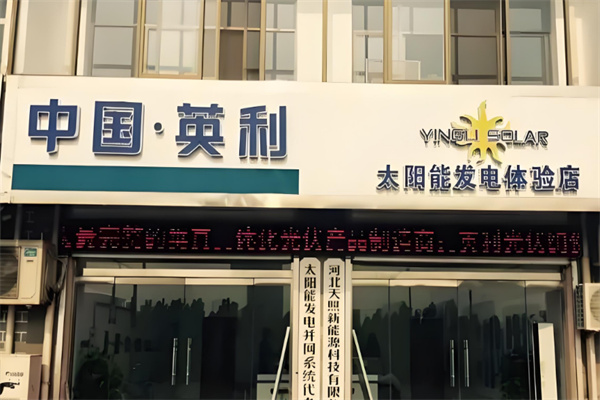 中国·英利
YINGLI SOLAR
太阳能发电体验店
太阳能发电并网系统代
河北天照新能源科技有限